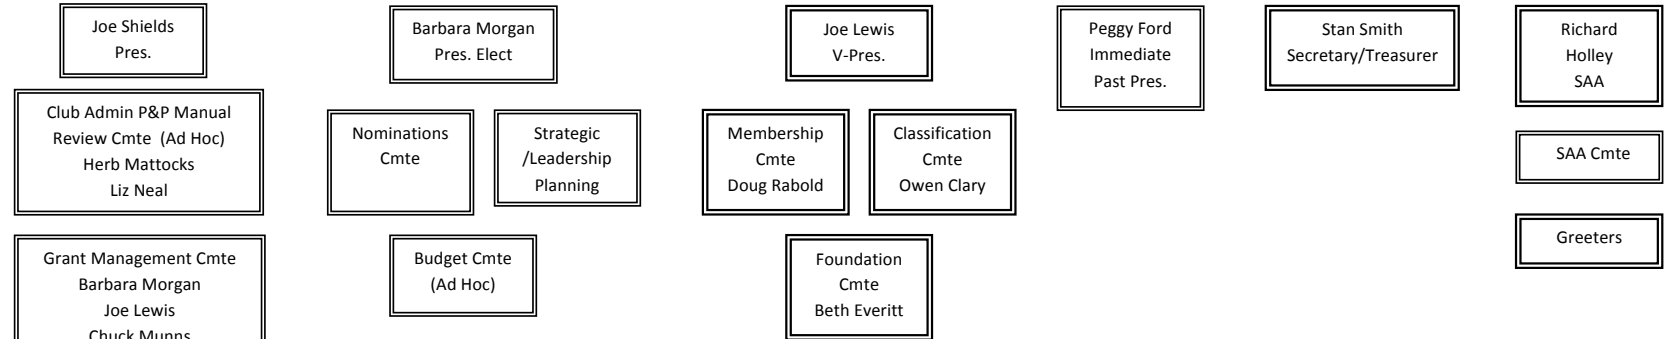 Joe Shields
Pres.
Barbara Morgan
Pres. Elect
Joe Lewis
V-Pres.
Peggy Ford
Immediate
Past Pres.
Stan Smith
Secretary/Treasurer
Richard
Holley
SAA
Club Admin P&P Manual
Review Cmte  (Ad Hoc)
Herb Mattocks
Liz Neal
Nominations
Cmte
Strategic
/Leadership
Planning
Membership
Cmte
Doug Rabold
Classification
Cmte
Owen Clary
SAA Cmte
Greeters
Grant Management Cmte
Barbara Morgan
Joe Lewis
Chuck Munns
Budget Cmte
(Ad Hoc)
Foundation
Cmte
Beth Everitt